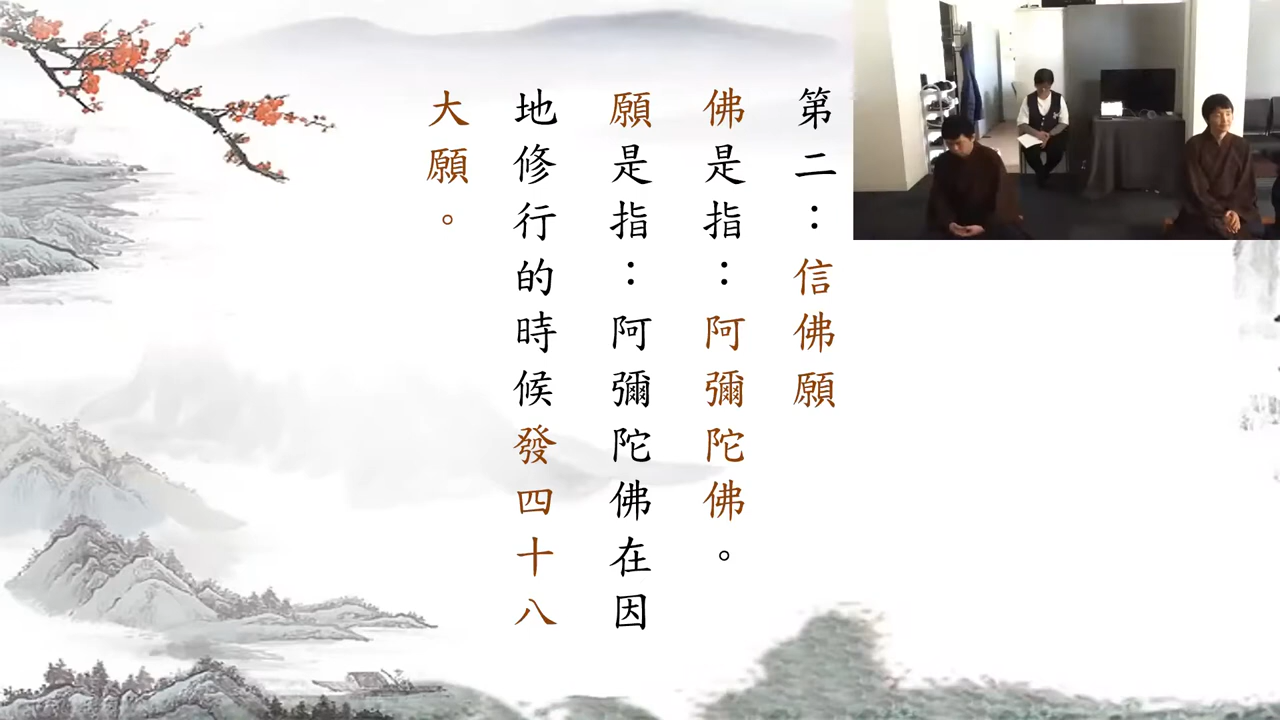 第二：信佛願
佛是指：阿彌陀佛。
願是指：阿彌陀佛在因
地修行的時候發四十八
大願。